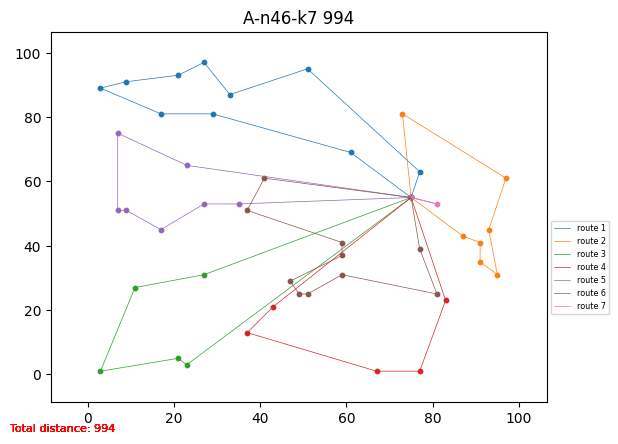 A-n46-k7 994
100
80
60
40
20
0
0 20 40 60 80 100
route 1
route 2
route 3
route 4
route 5
route 6
route 7
Total distance: 994